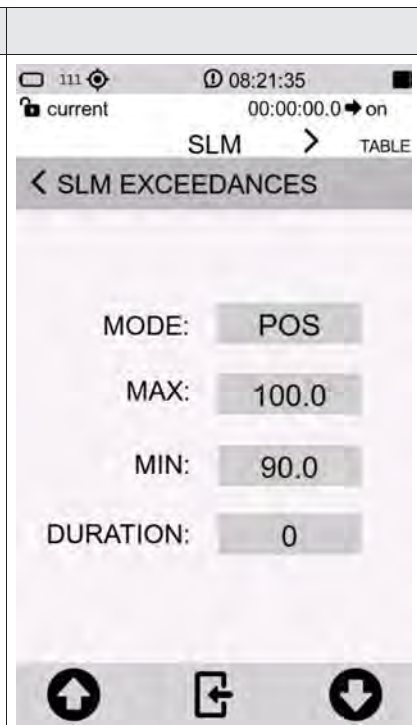 111 08:21:35
current 00:00:00.0 on
SLM > TABLE
< SLM EXCEEDANCES
MODE: POS
MAX: 100.0
MIN: 90.0
DURATION: 0